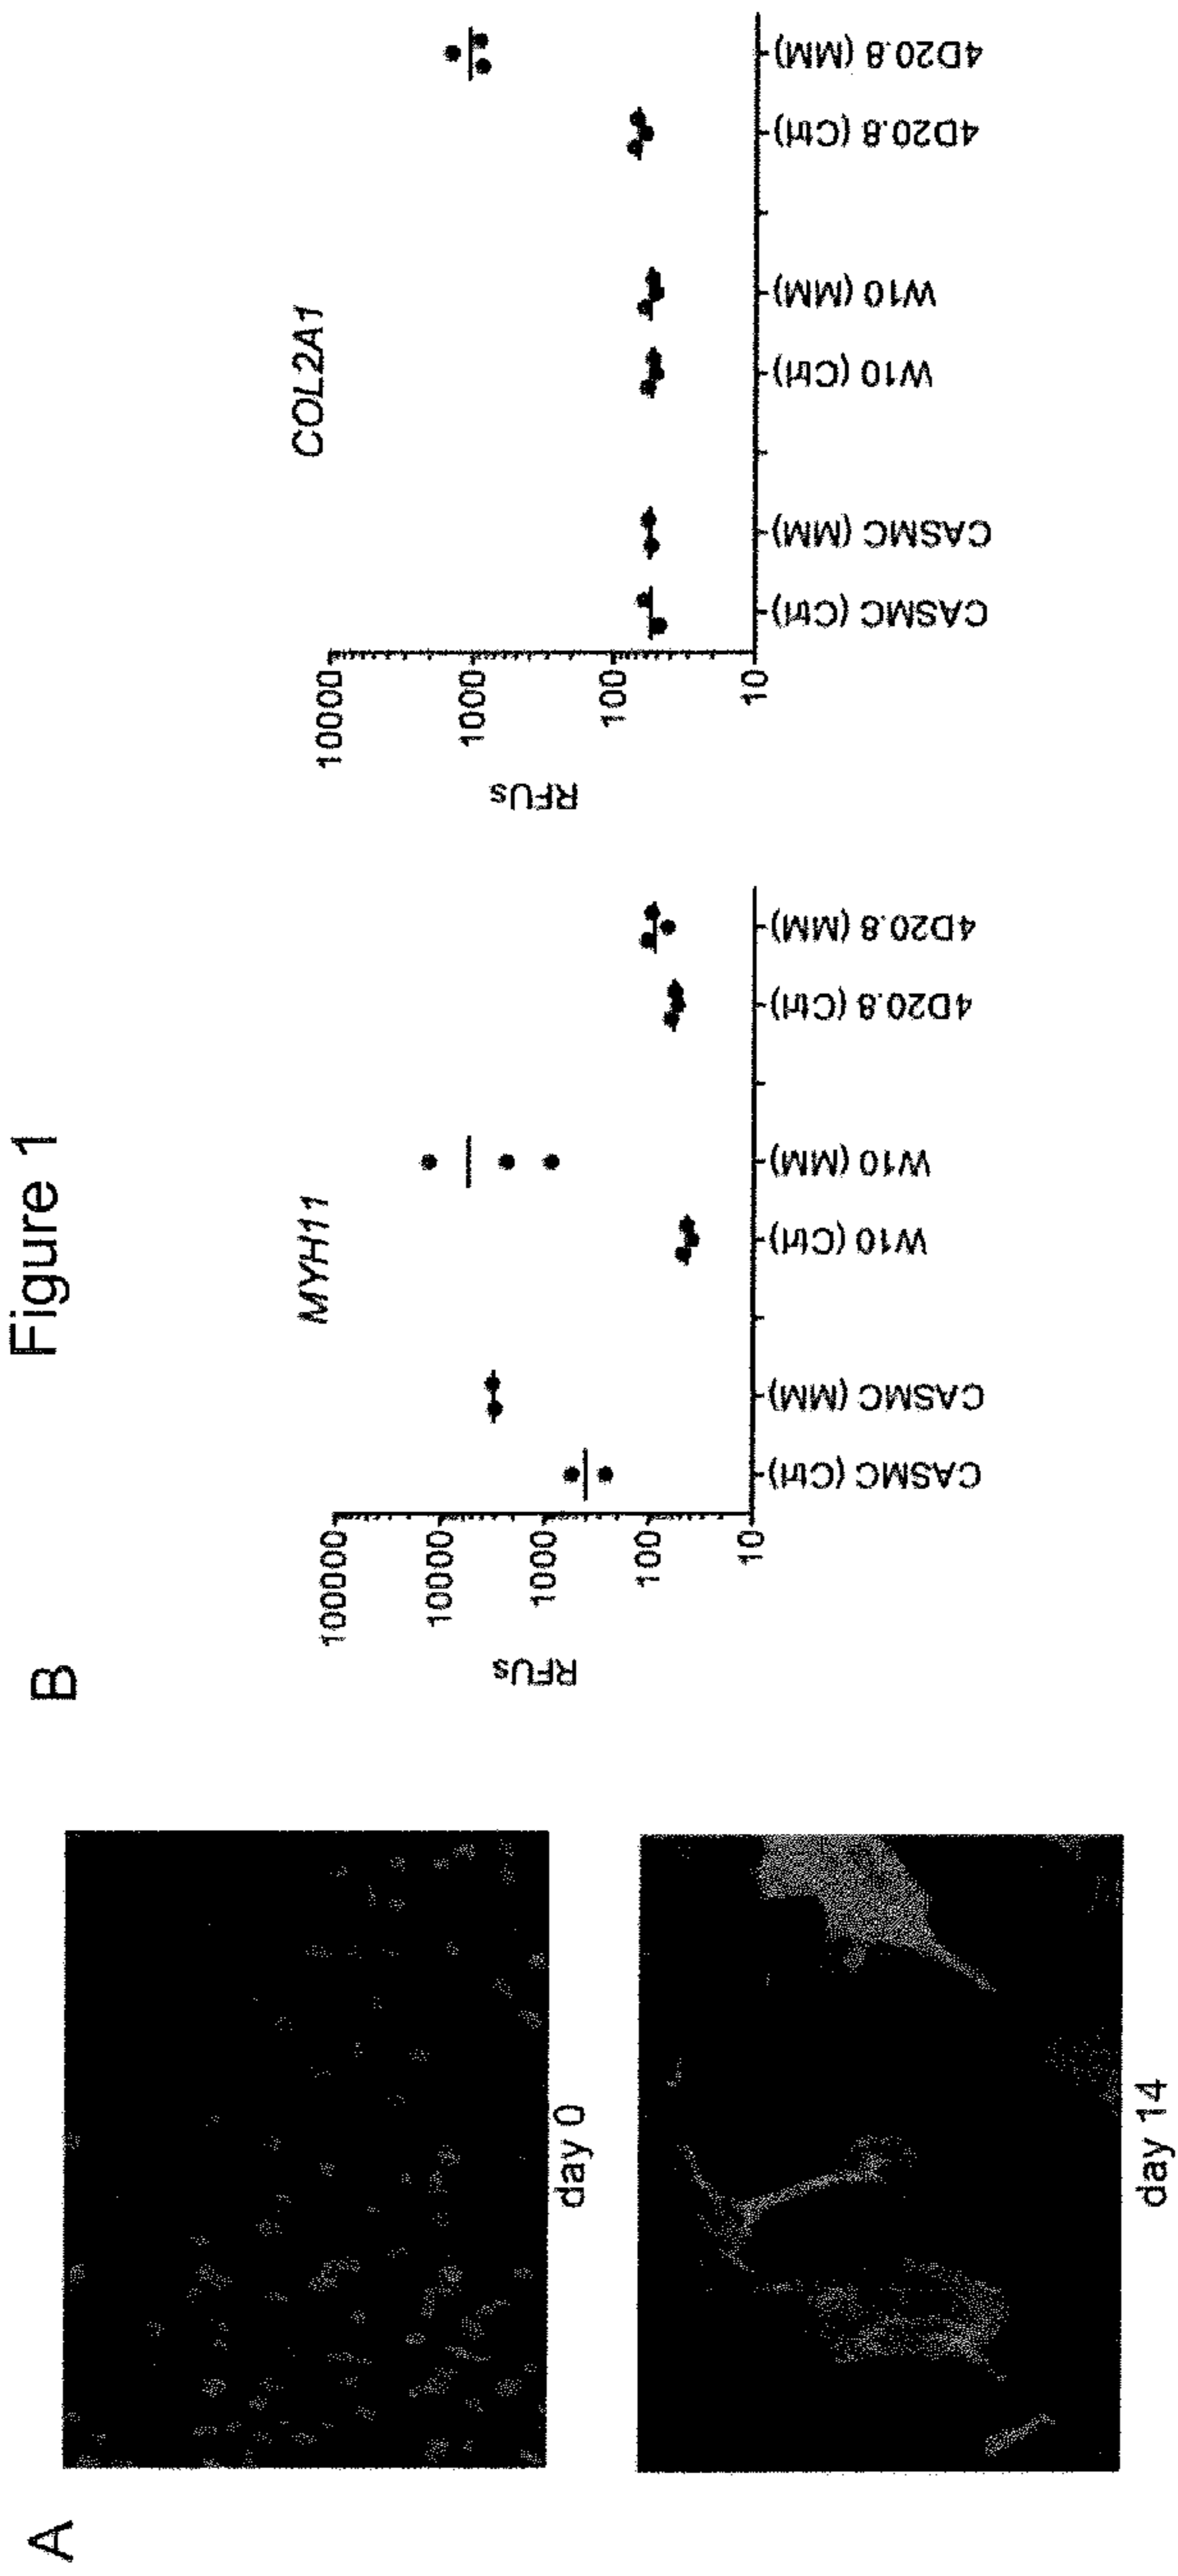 Figure 1
A
day 0
day 14
B
MYH11
RFUs
100000
10000
1000
100
10
CASMC (Ctrl)
CASMC (MM)
W10 (Ctrl)
W10 (MM)
4D20.8 (Ctrl)
4D20.8 (MM)
COL2A1
RFUs
10000
1000
100
10
CASMC (Ctrl)
CASMC (MM)
W10 (Ctrl)
W10 (MM)
4D20.8 (Ctrl)
4D20.8 (MM)